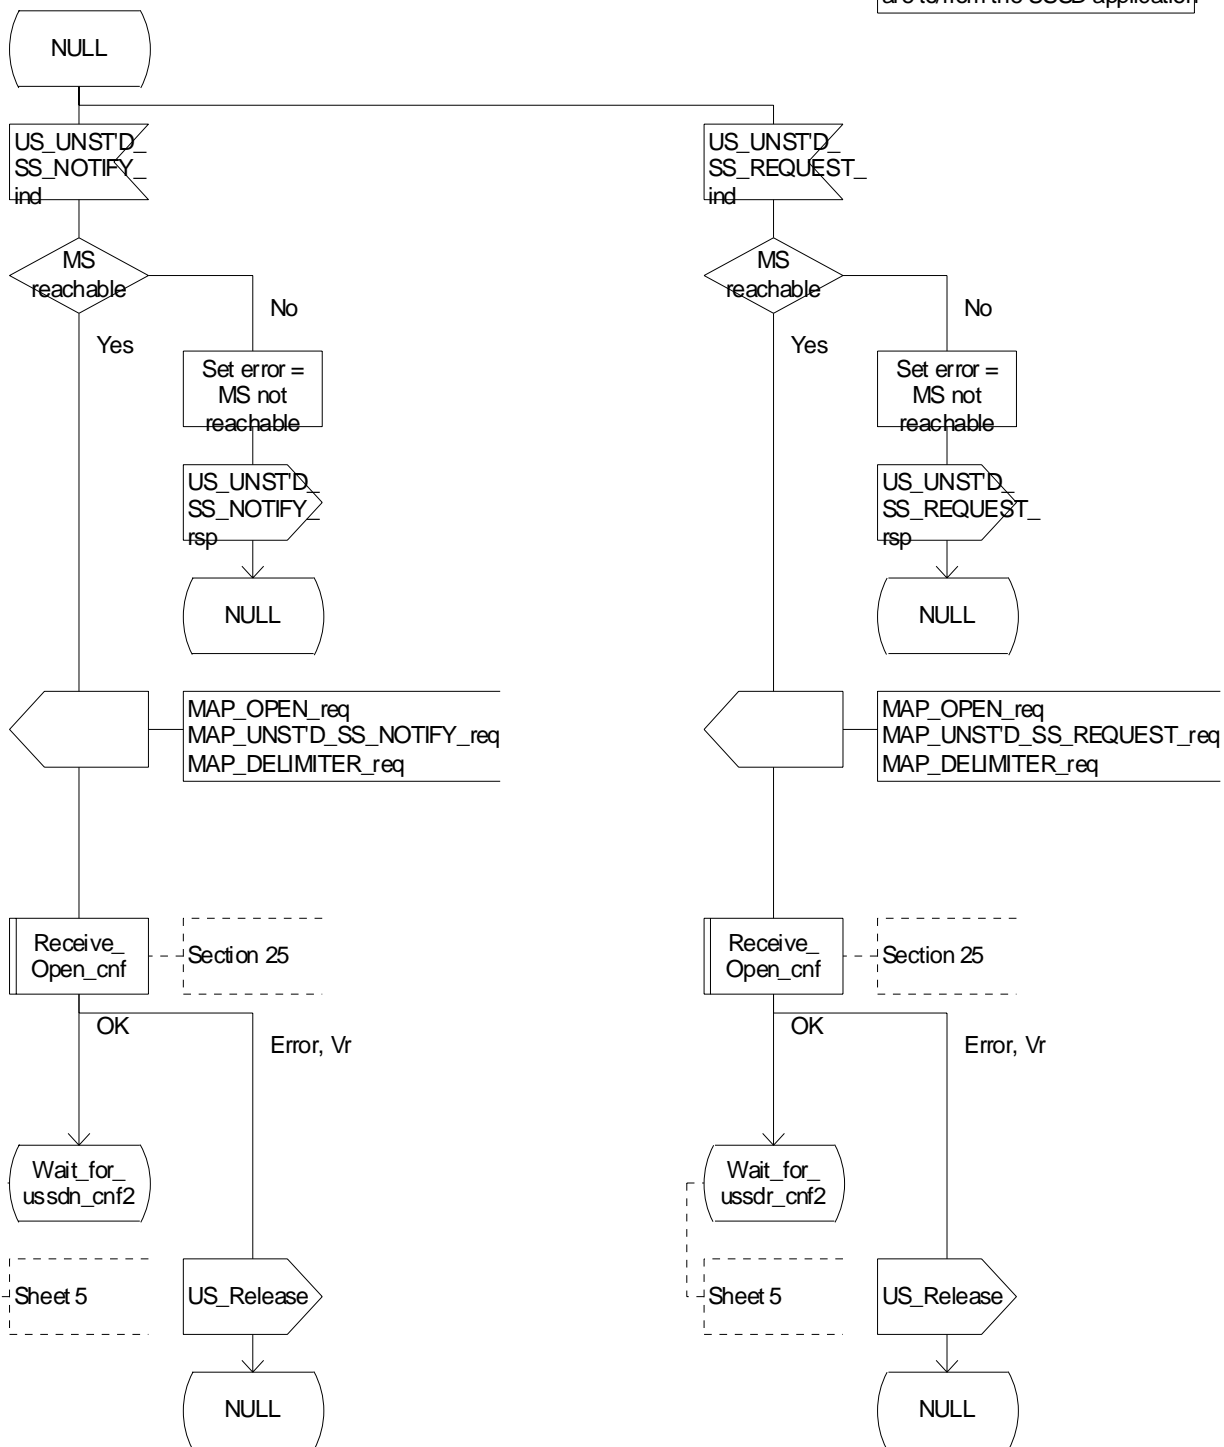 NULL
US_UNST'D_
SS_NOTIFY_
ind
MS
reachable
No
Yes
Set error =
MS not
reachable
US_UNST'D_
SS_NOTIFY_
rsp
NULL
MAP_OPEN_req
MAP_UNST'D_SS_NOTIFY_req
MAP_DELIMITER_req
Receive_
Open_cnf
Section 25
OK
Error, Vr
Wait_for_
ussdn_cnf2
Sheet 5
US_Release
NULL
are to/from the USSD application
US_UNST'D_
SS_REQUEST_
ind
MS
reachable
No
Yes
Set error =
MS not
reachable
US_UNST'D_
SS_REQUEST_
rsp
NULL
MAP_OPEN_req
MAP_UNST'D_SS_REQUEST_req
MAP_DELIMITER_req
Receive_
Open_cnf
Section 25
OK
Error, Vr
Wait_for_
ussdr_cnf2
Sheet 5
US_Release
NULL